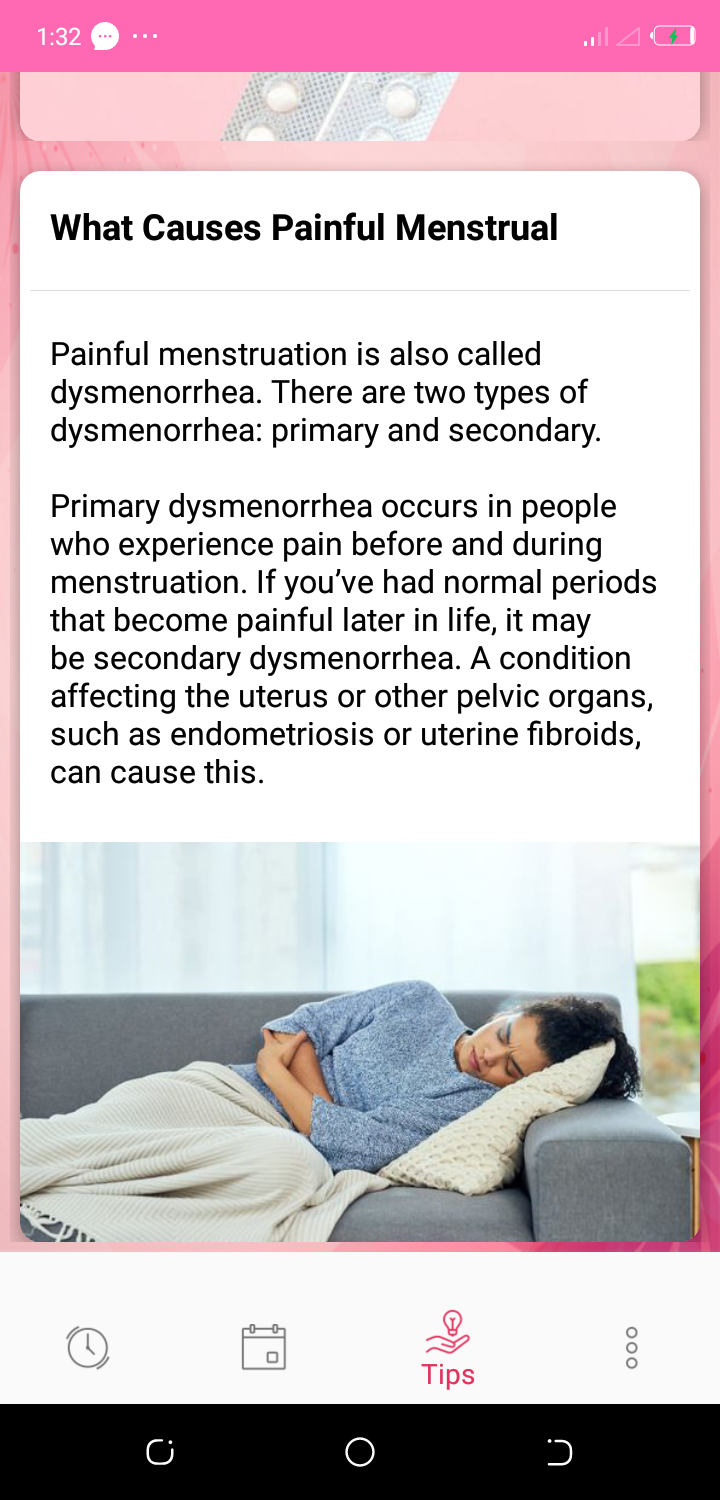 1:32
What Causes Painful Menstrual
Painful menstruation is also called
dysmenorrhea. There are two types of
dysmenorrhea: primary and secondary.
Primary dysmenorrhea occurs in people
who experience pain before and during
menstruation. If you’ve had normal periods
that become painful later in life, it may
be secondary dysmenorrhea. A condition
affecting the uterus or other pelvic organs,
such as endometriosis or uterine fibroids,
can cause this.
Tips